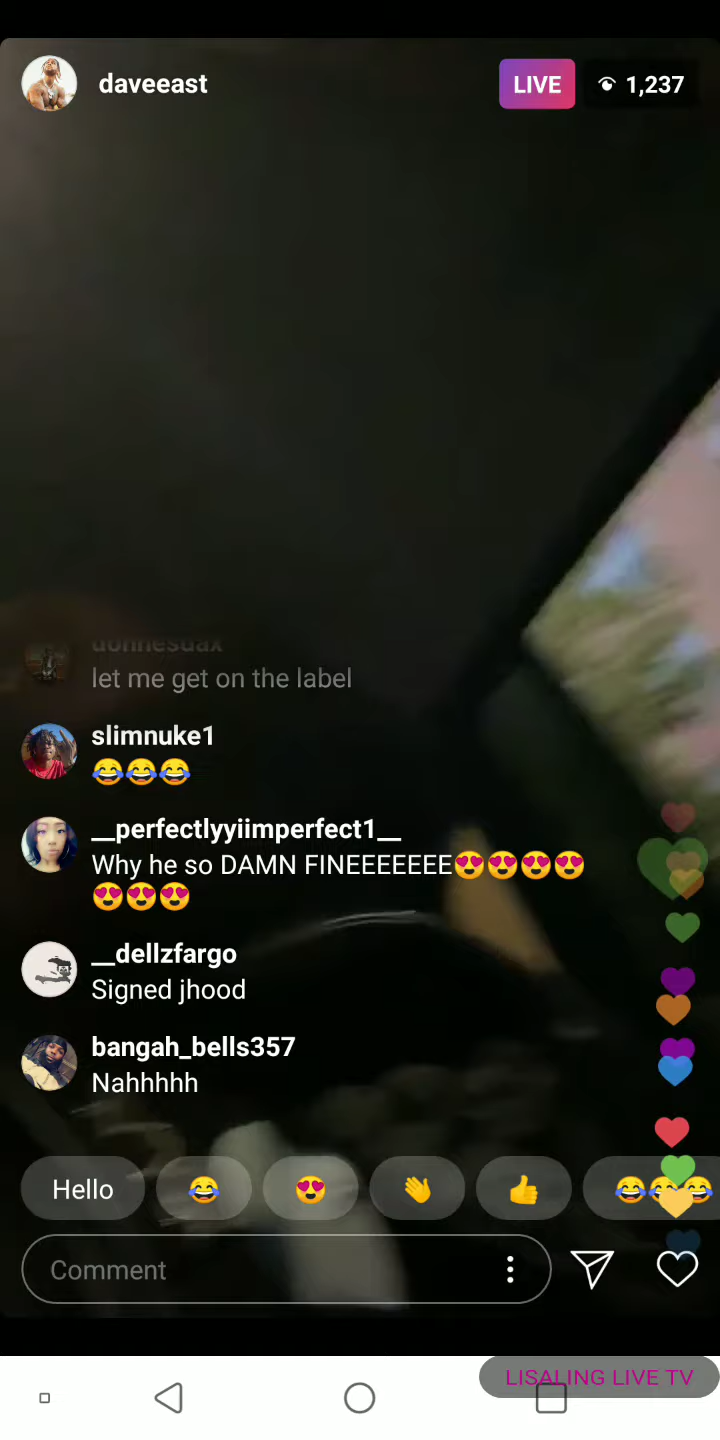 daveeast
LIVE
1,237
donnesdax
let me get on the label
slimnuke1
😂😂😂
__perfectlyyiimperfect1__
Why he so DAMN FINEEEEEEE😍😍😍😍
😍😍😍
__dellzfargo
Signed jhood
bangah_bells357
Nahhhhh
Hello 😂 😍 👋 👍 😂😂😂
Comment
LISALING LIVE TV